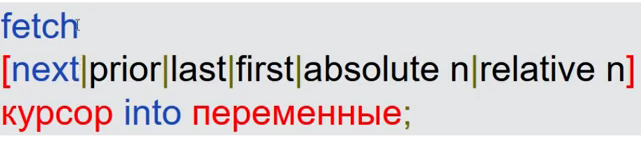 fetch
[next|prior|last|first|absolute n|relative n]
курсор into переменные;